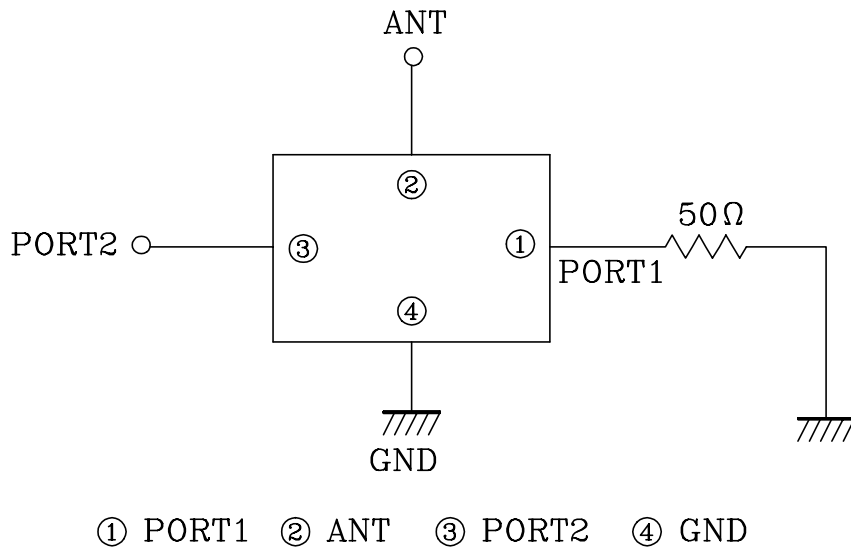 ANT
②
50Ω
PORT2 ③ ①
PORT1
④
GND
① PORT1 ② ANT ③ PORT2 ④ GND